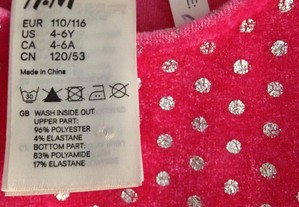 H&M
EUR 110/116
US 4-6Y
CA 4-6A
CN 120/53
Made in China
30
GB WASH INSIDE OUT
UPPER PART:
96% POLYESTER
4% ELASTANE
BOTTOM PART:
83% POLYAMIDE
17% ELASTANE